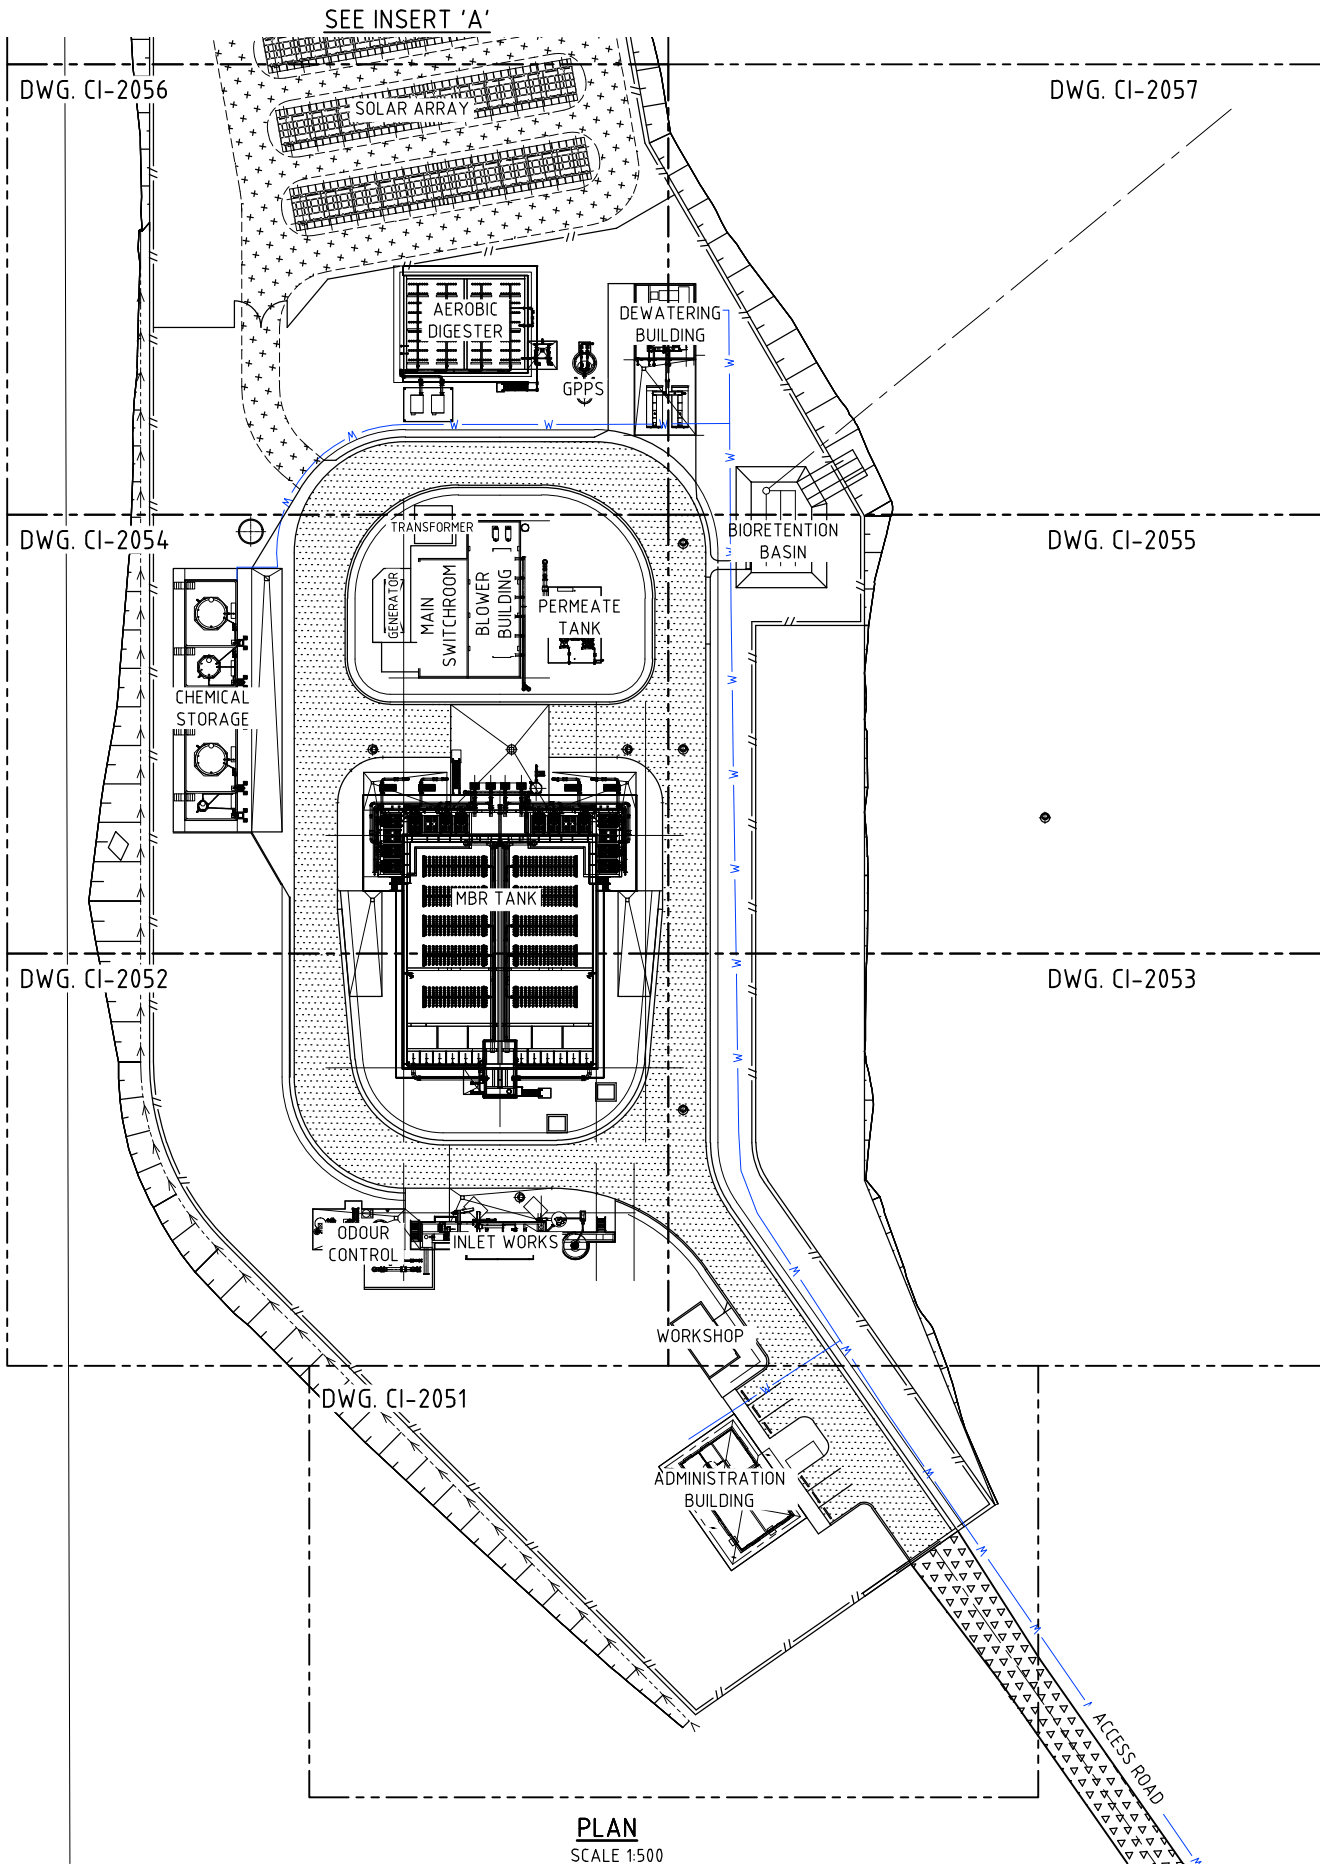 SEE INSERT 'A'
DWG. CI-2056
DWG. CI-2057
SOLAR ARRAY
AEROBIC
DIGESTER
DEWATERING
BUILDING
GPPS
W
W
W
W
W
W
W
W
TRANSFORMER
BIORETENTION
BASIN
DWG. CI-2054
DWG. CI-2055
GENERATOR
MAIN
SWITCHROOM
BLOWER
BUILDING
PERMEATE
TANK
CHEMICAL
STORAGE
W
W
W
MBR TANK
W
DWG. CI-2052
DWG. CI-2053
W
ODOUR
CONTROL
INLET WORKS
W
WORKSHOP
W
W
DWG. CI-2051
ADMINISTRATION
BUILDING
W
W
W
ACCESS ROAD
W
PLAN
SCALE 1:500